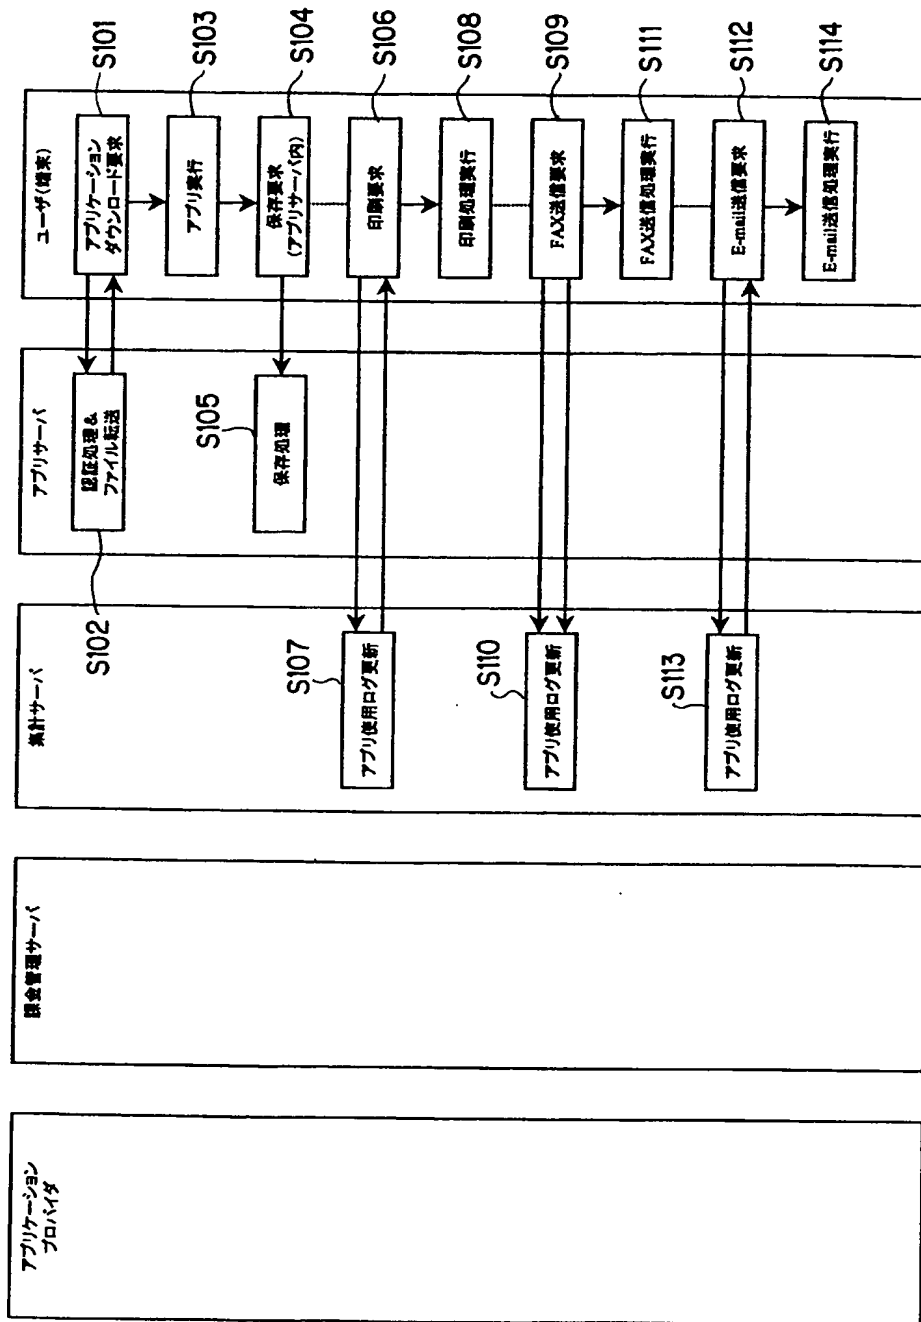 アプリケーション
プロバイダ
課金管理サーバ
集計サーバ
アプリサーバ
ユーザ(端末)
S102
認証処理&
ファイル転送
アプリケーション
ダウンロード要求
S101
アプリ実行
S103
S105
保存処理
保存要求
(アプリサーバ内)
S104
S107
アプリ使用ログ更新
印刷要求
S106
印刷処理実行
S108
S110
アプリ使用ログ更新
FAX送信要求
S109
FAX送信処理実行
S111
S113
アプリ使用ログ更新
E-mail送信要求
S112
E-mail送信処理実行
S114